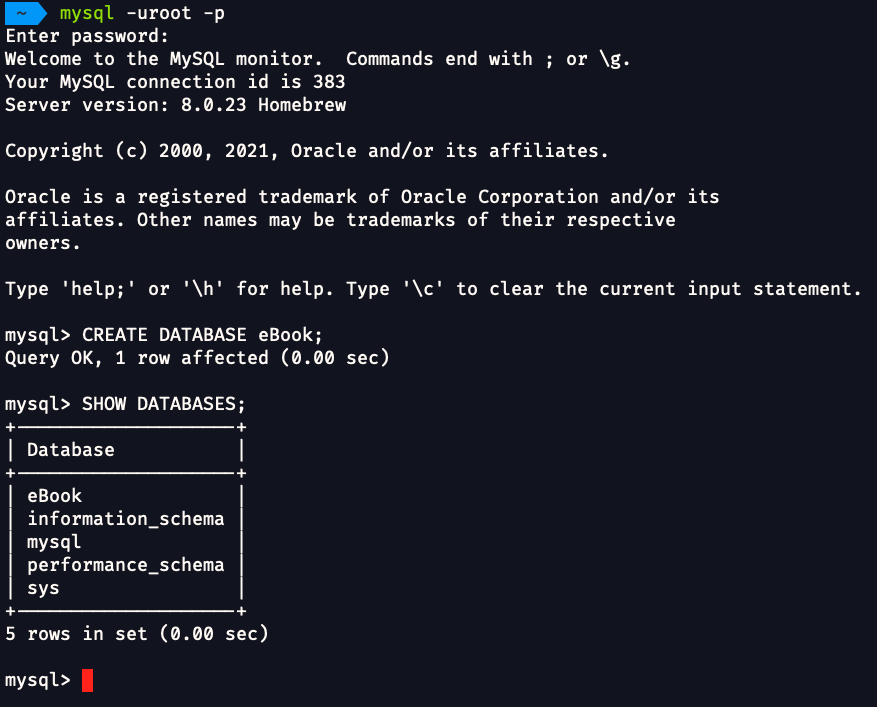 ~ mysql -uroot -p
Enter password:
Welcome to the MySQL monitor.  Commands end with ; or \g.
Your MySQL connection id is 383
Server version: 8.0.23 Homebrew
Copyright (c) 2000, 2021, Oracle and/or its affiliates.
Oracle is a registered trademark of Oracle Corporation and/or its
affiliates. Other names may be trademarks of their respective
owners.
Type 'help;' or '\h' for help. Type '\c' to clear the current input statement.
mysql> CREATE DATABASE eBook;
Query OK, 1 row affected (0.00 sec)
mysql> SHOW DATABASES;
+--------------------+
| Database           |
+--------------------+
| eBook              |
| information_schema |
| mysql              |
| performance_schema |
| sys                |
+--------------------+
5 rows in set (0.00 sec)
mysql>